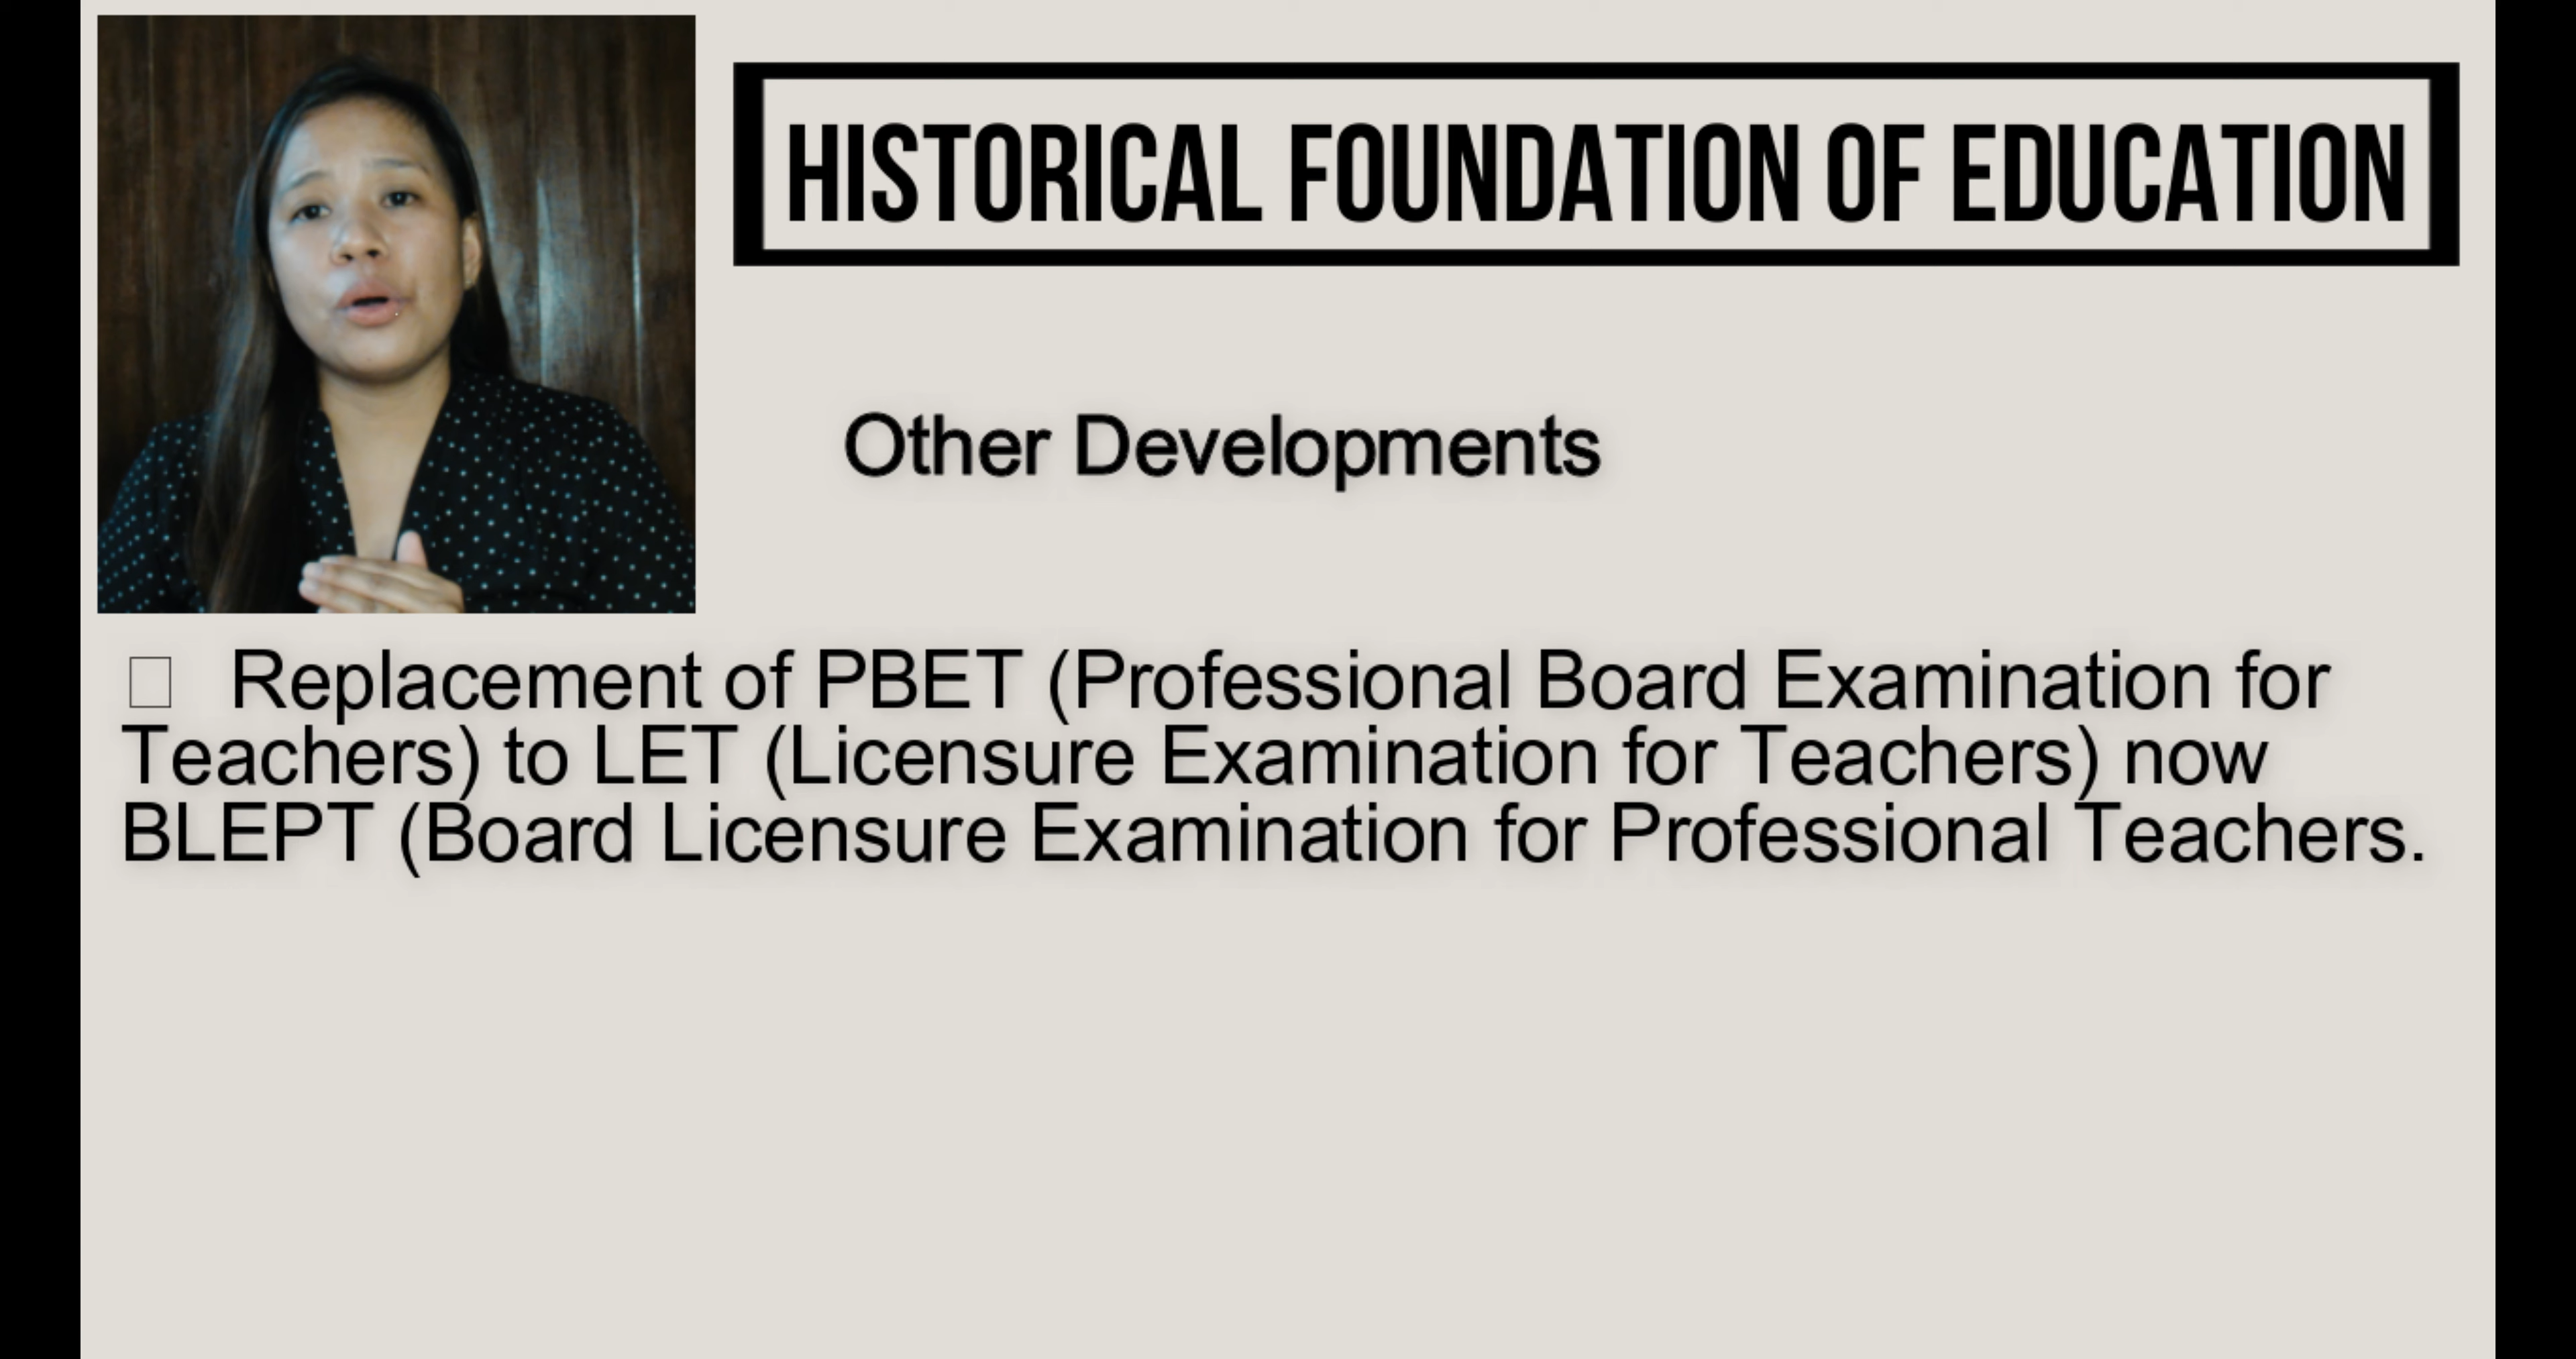 HISTORICAL FOUNDATION OF EDUCATION
Other Developments
Replacement of PBET (Professional Board Examination for
Teachers) to LET (Licensure Examination for Teachers) now
BLEPT (Board Licensure Examination for Professional Teachers.